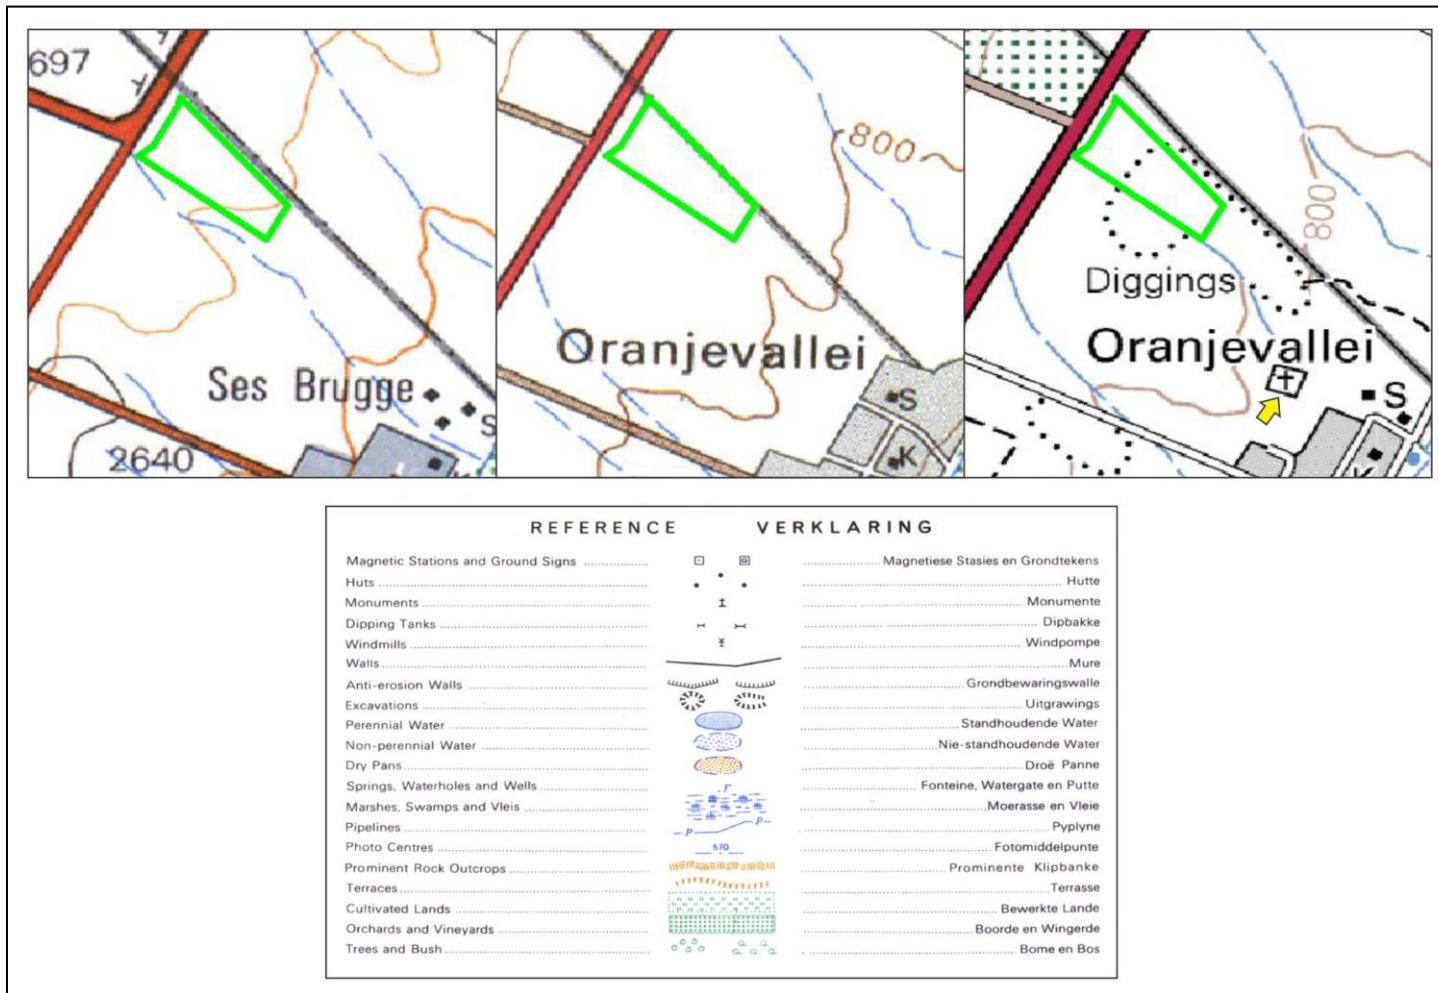 697
Ses Brugge
S
2640
800
Oranjevallei
S
K
800
Diggings
Oranjevallei
S
K
REFERENCE VERKLARING
Magnetic Stations and Ground Signs Magnetiese Stasies en Grondtekens
Huts Hutte
Monuments Monumente
Dipping Tanks Dipbakke
Windmills Windpompe
Walls Mure
Anti-erosion Walls Grondbewaringswalle
Excavations Uitgrawings
Perennial Water Standhoudende Water
Non-perennial Water Nie-standhoudende Water
Dry Pans Droë Panne
Springs, Waterholes and Wells F Fonteine, Watergate en Putte
Marshes, Swamps and Vleis Moerasse en Vleie
Pipelines P P Pyplyne
Photo Centres 570 Fotomiddelpunte
Prominent Rock Outcrops Prominente Klipbanke
Terraces Terrasse
Cultivated Lands Bewerkte Lande
Orchards and Vineyards Boorde en Wingerde
Trees and Bush Bome en Bos